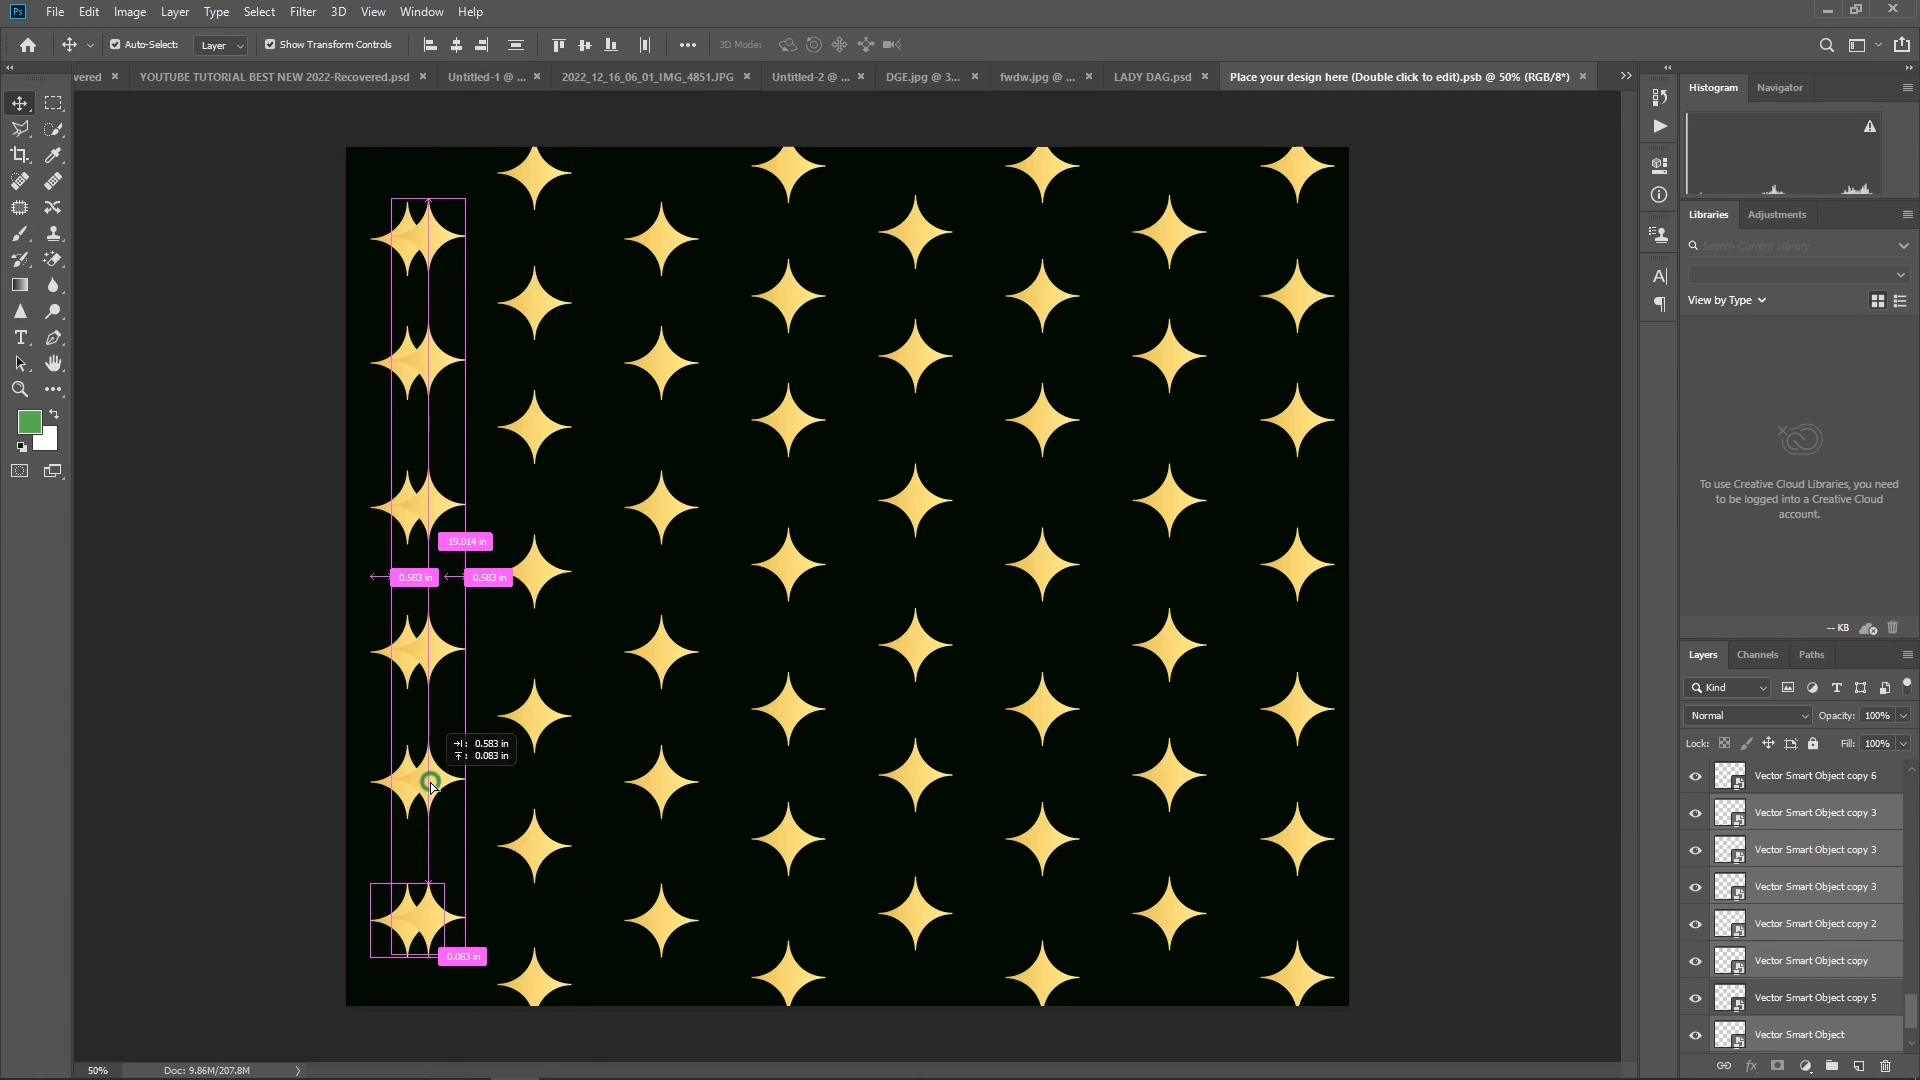 Ps File Edit Image Layer Type Select Filter 3D View Window Help
Auto-Select: Layer Show Transform Controls 3D Mode:
vered YOUTUBE TUTORIAL BEST NEW 2022-Recovered.psd Untitled-1 @ ... 2022_12_16_06_01_IMG_4851.JPG Untitled-2 @ ... DGE.jpg @ 3... fwdw.jpg @ ... LADY DAG.psd Place your design here (Double click to edit).psb @ 50% (RGB/8*)
Histogram Navigator
Libraries Adjustments
Search Current Library
View by Type
To use Creative Cloud Libraries, you need
to be logged into a Creative Cloud
account.
-- KB
19.014 in
0.583 in 0.583 in
0.583 in
0.083 in
0.083 in
Layers Channels Paths
Kind
Normal Opacity: 100%
Lock: Fill: 100%
Vector Smart Object copy 6
Vector Smart Object copy 3
Vector Smart Object copy 3
Vector Smart Object copy 3
Vector Smart Object copy 2
Vector Smart Object copy
Vector Smart Object copy 5
Vector Smart Object
50% Doc: 9.86M/207.8M